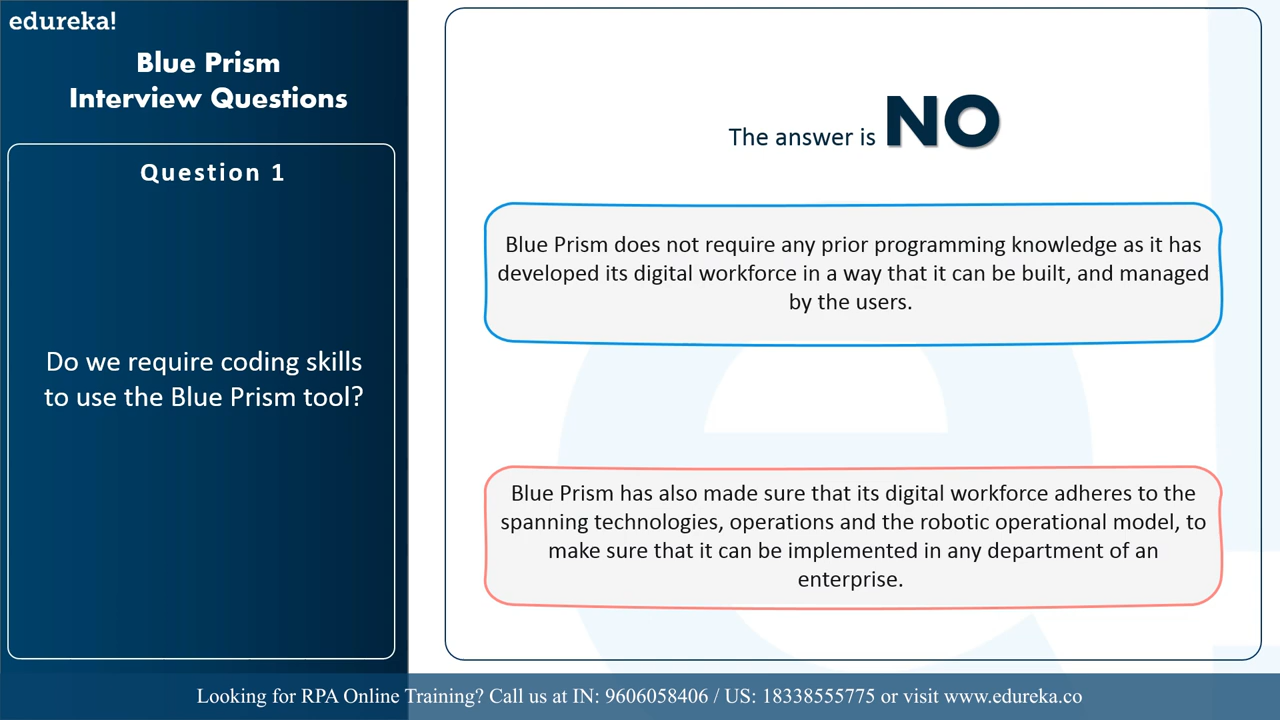 edureka!
Blue Prism
Interview Questions
Question 1
Do we require coding skills
to use the Blue Prism tool?
The answer is NO
Blue Prism does not require any prior programming knowledge as it has
developed its digital workforce in a way that it can be built, and managed
by the users.
Blue Prism has also made sure that its digital workforce adheres to the
spanning technologies, operations and the robotic operational model, to
make sure that it can be implemented in any department of an
enterprise.
Looking for RPA Online Training? Call us at IN: 9606058406 / US: 18338555775 or visit www.edureka.co